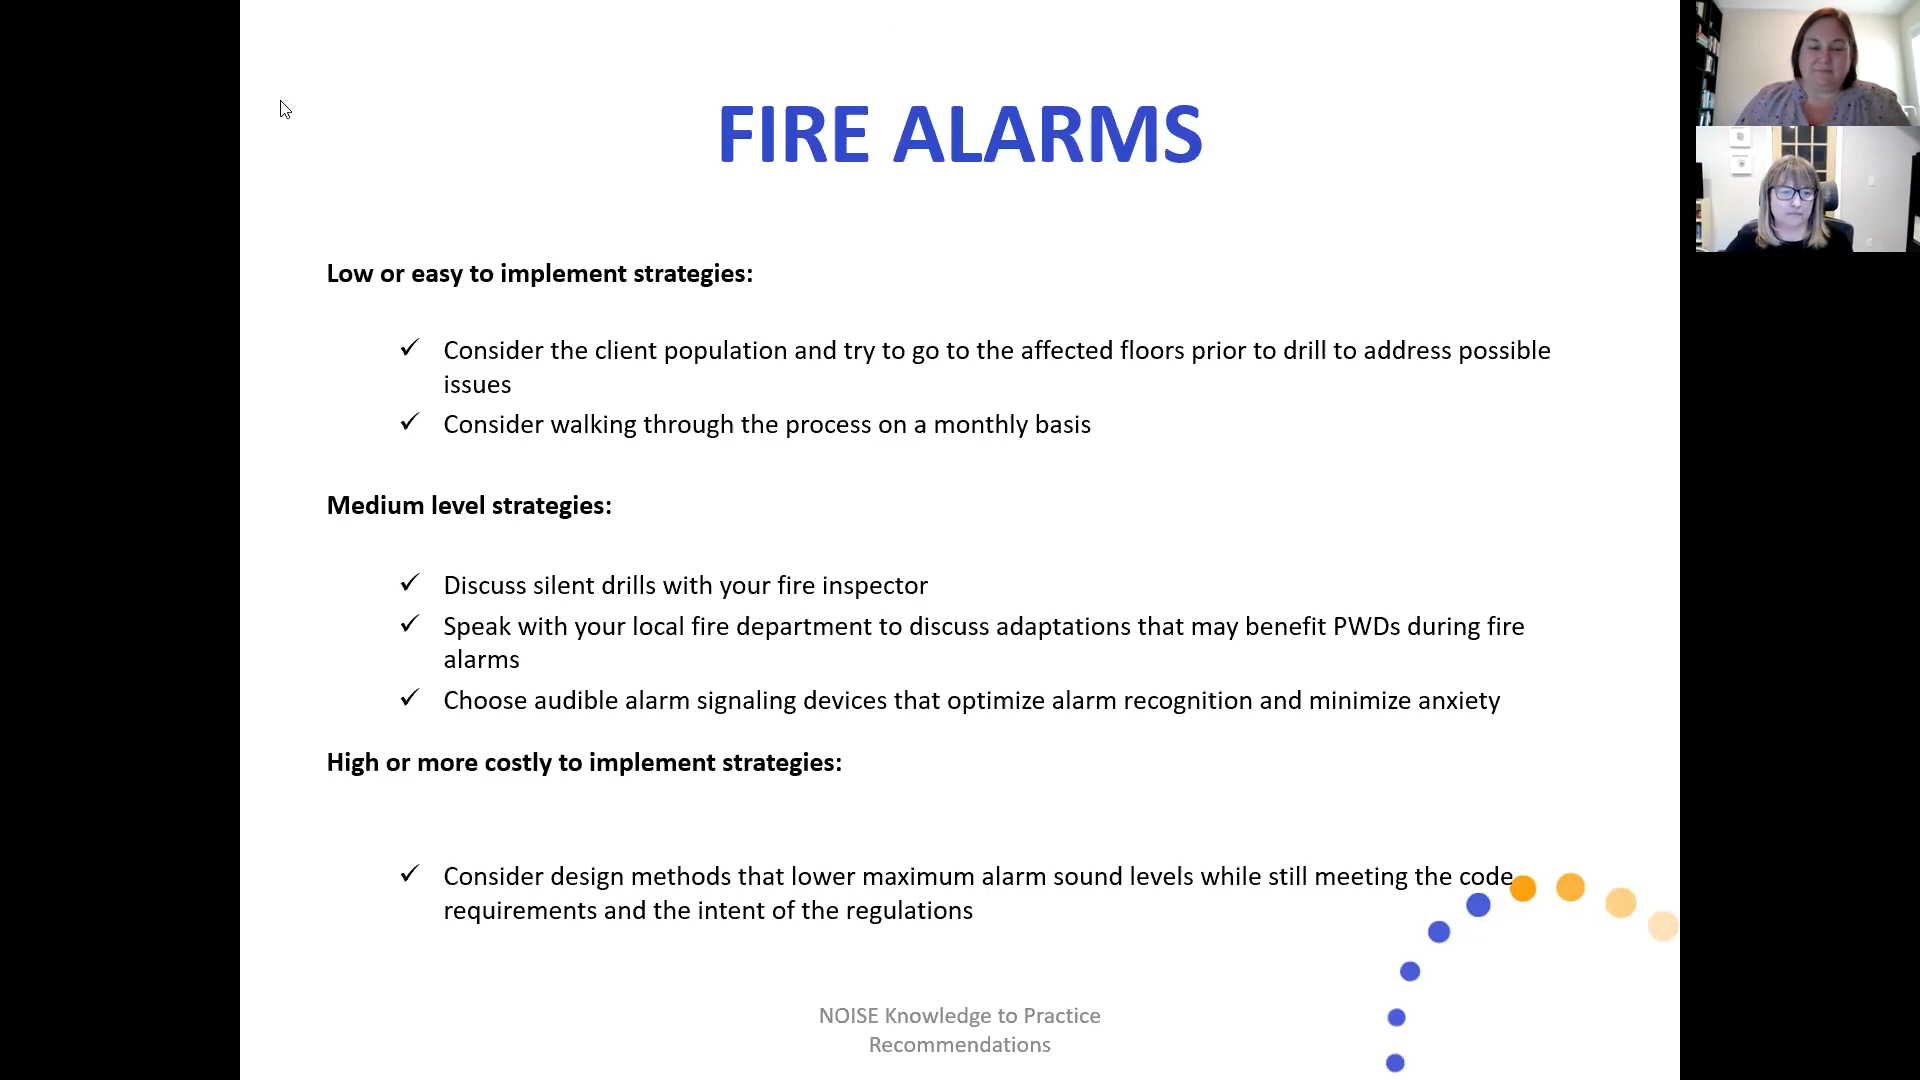 FIRE ALARMS
Low or easy to implement strategies:
✓ Consider the client population and try to go to the affected floors prior to drill to address possible
issues
✓ Consider walking through the process on a monthly basis
Medium level strategies:
✓ Discuss silent drills with your fire inspector
✓ Speak with your local fire department to discuss adaptations that may benefit PWDs during fire
alarms
✓ Choose audible alarm signaling devices that optimize alarm recognition and minimize anxiety
High or more costly to implement strategies:
✓ Consider design methods that lower maximum alarm sound levels while still meeting the code
requirements and the intent of the regulations
NOISE Knowledge to Practice
Recommendations